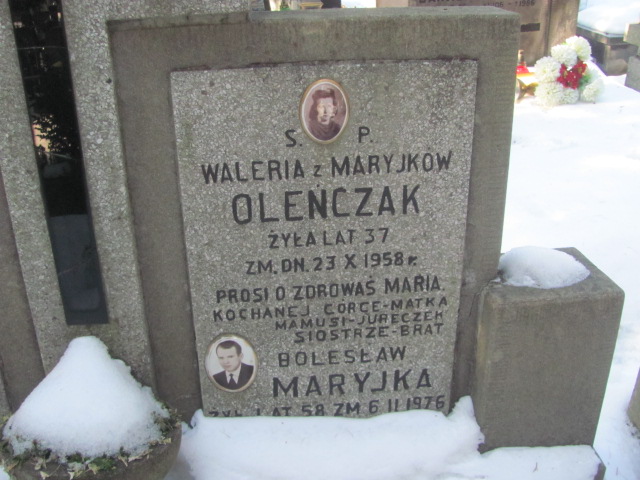 S. P.
WALERIA z MARYJKOW
OLEŃCZAK
ŻYŁA LAT 37
ZM. DN. 23 X 1958 r.
PROSI O ZDROWAŚ MARIA.
KOCHANEJ CÓRCE-MATKA
MAMUSI-JURECZEK
SIOSTRZE-BRAT
BOLESŁAW
MARYJKA
ŻYŁ LAT 58 ZM 6 II 1976